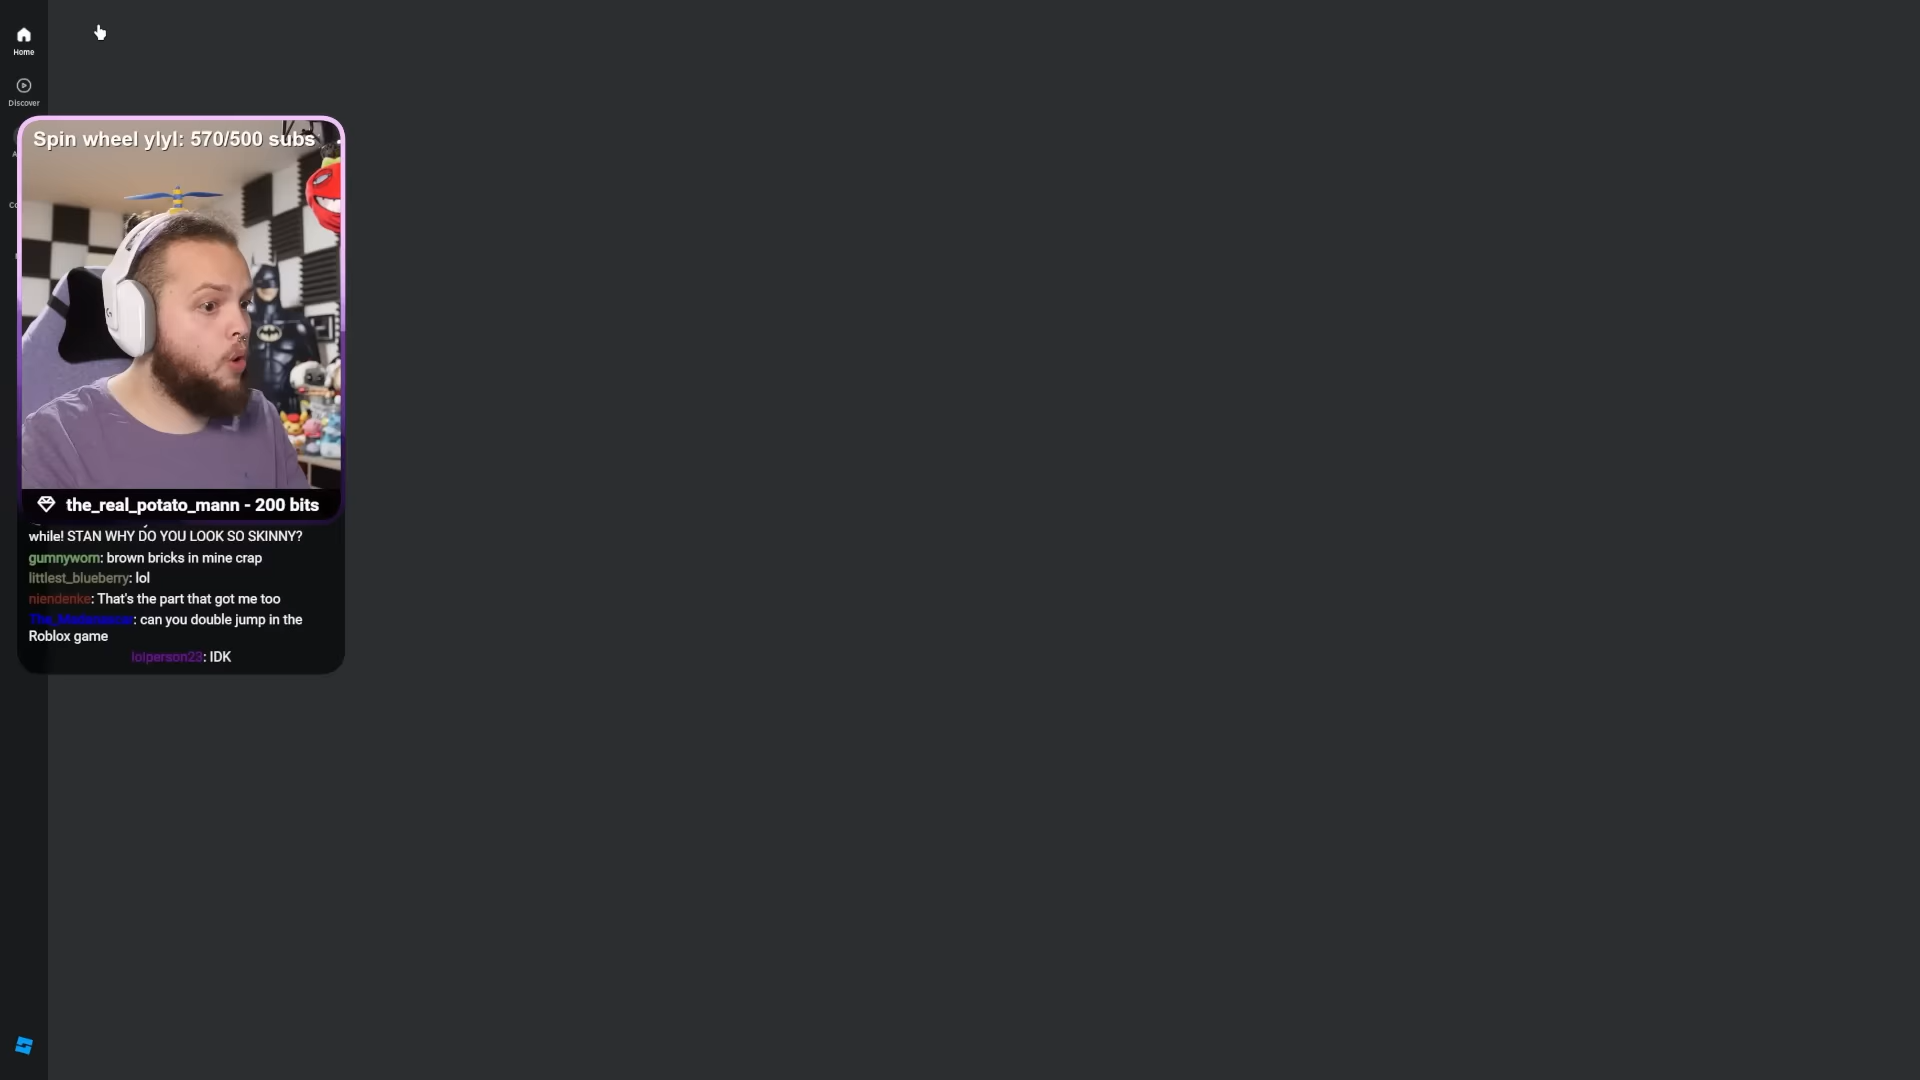 Home
Discover
Spin wheel ylyl: 570/500 subs
the_real_potato_mann - 200 bits
while! STAN WHY DO YOU LOOK SO SKINNY?
gumnyworn: brown bricks in mine crap
littlest_blueberry: lol
niendenke: That's the part that got me too
: can you double jump in the
Roblox game
lolperson23: IDK